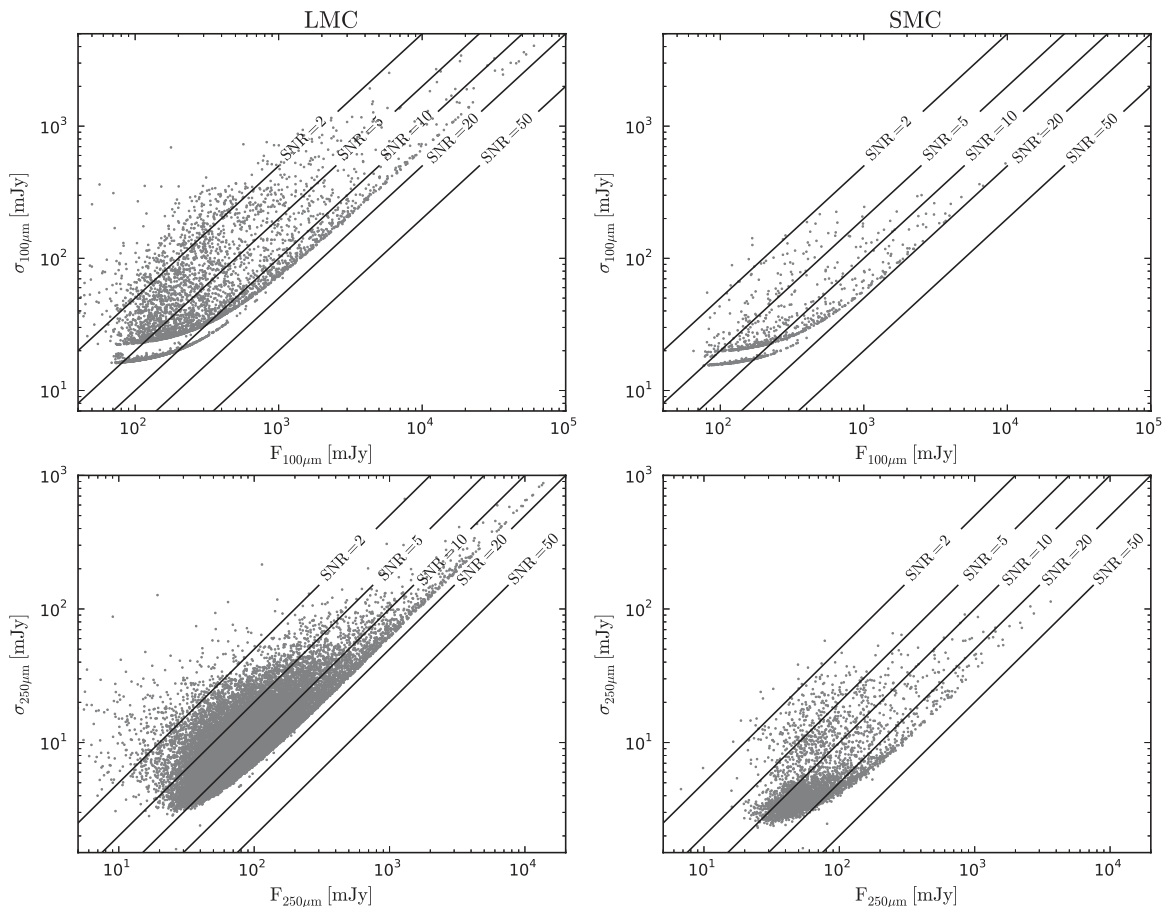 LMC
SMC
σ100μm [mJy]
10³
10²
10¹
SNR = 2
SNR = 5
SNR = 10
SNR = 20
SNR = 50
10² 10³ 10⁴ 10⁵
F100μm [mJy]
σ100μm [mJy]
10³
10²
10¹
SNR = 2
SNR = 5
SNR = 10
SNR = 20
SNR = 50
10² 10³ 10⁴ 10⁵
F100μm [mJy]
σ250μm [mJy]
10³
10²
10¹
SNR = 2
SNR = 5
SNR = 10
SNR = 20
SNR = 50
10¹ 10² 10³ 10⁴
F250μm [mJy]
σ250μm [mJy]
10³
10²
10¹
SNR = 2
SNR = 5
SNR = 10
SNR = 20
SNR = 50
10¹ 10² 10³ 10⁴
F250μm [mJy]